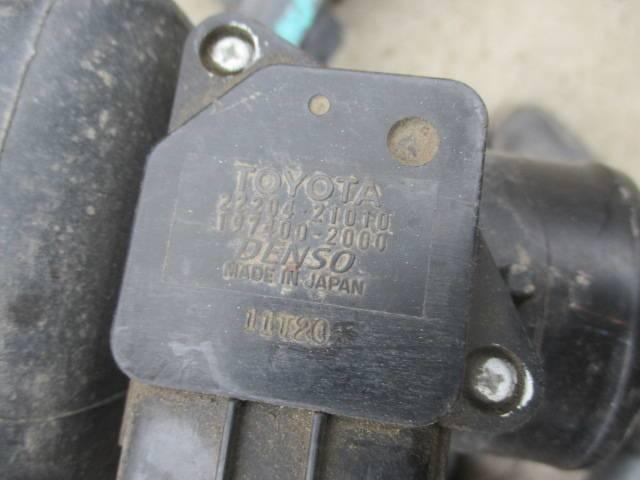 TOYOTA
22204-21010
197400-2000
DENSO
MADE IN JAPAN
11T20